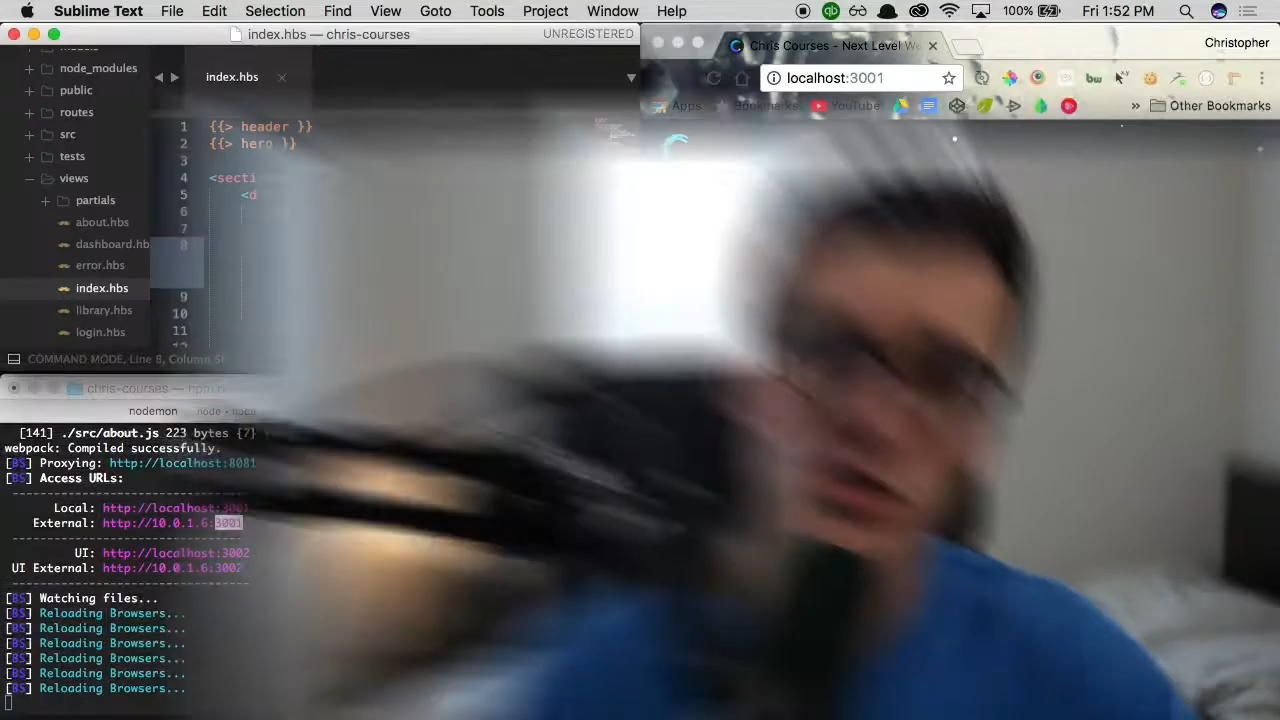 Sublime Text File Edit Selection Find View Goto Tools Project Window Help 100% Fri 1:52 PM
index.hbs — chris-courses UNREGISTERED
node_modules
public
routes
src
tests
views
partials
about.hbs
dashboard.hb
error.hbs
index.hbs
library.hbs
login.hbs
index.hbs
1 {{> header }}
2 {{> hero }}
3
4 <secti
5 <d
6
7
8
9
10
11
COMMAND MODE, Line 8, Column
Chris Courses - Next Level We
Christopher
localhost:3001
bw
Apps Bookmarks YouTube » Other Bookmarks
chris-courses — npm
nodemon node
[141] ./src/about.js 223 bytes {7}
webpack: Compiled successfully.
[BS] Proxying: http://localhost:8081
[BS] Access URLs:
Local: http://localhost:3001
External: http://10.0.1.6:3001
UI: http://localhost:3002
UI External: http://10.0.1.6:3002
[BS] Watching files...
[BS] Reloading Browsers...
[BS] Reloading Browsers...
[BS] Reloading Browsers...
[BS] Reloading Browsers...
[BS] Reloading Browsers...
[BS] Reloading Browsers...